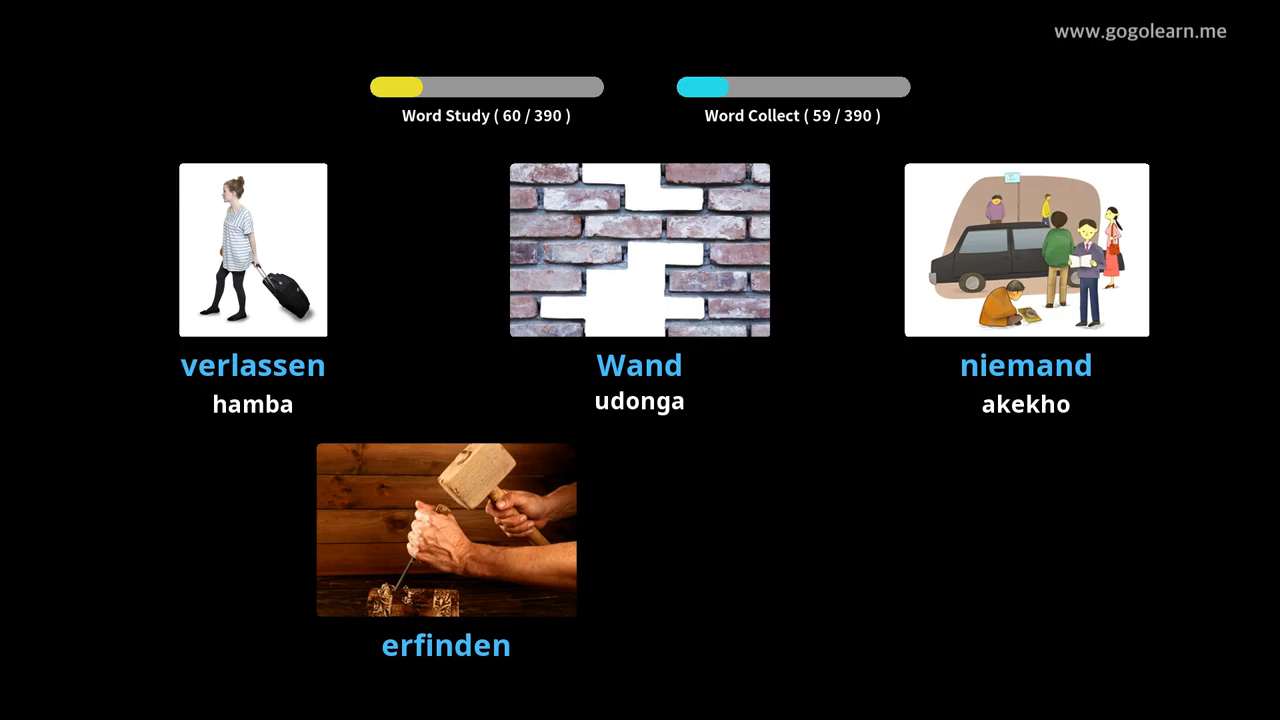 www.gogolearn.me
Word Study ( 60 / 390 )
Word Collect ( 59 / 390 )
verlassen
hamba
Wand
udonga
niemand
akekho
erfinden